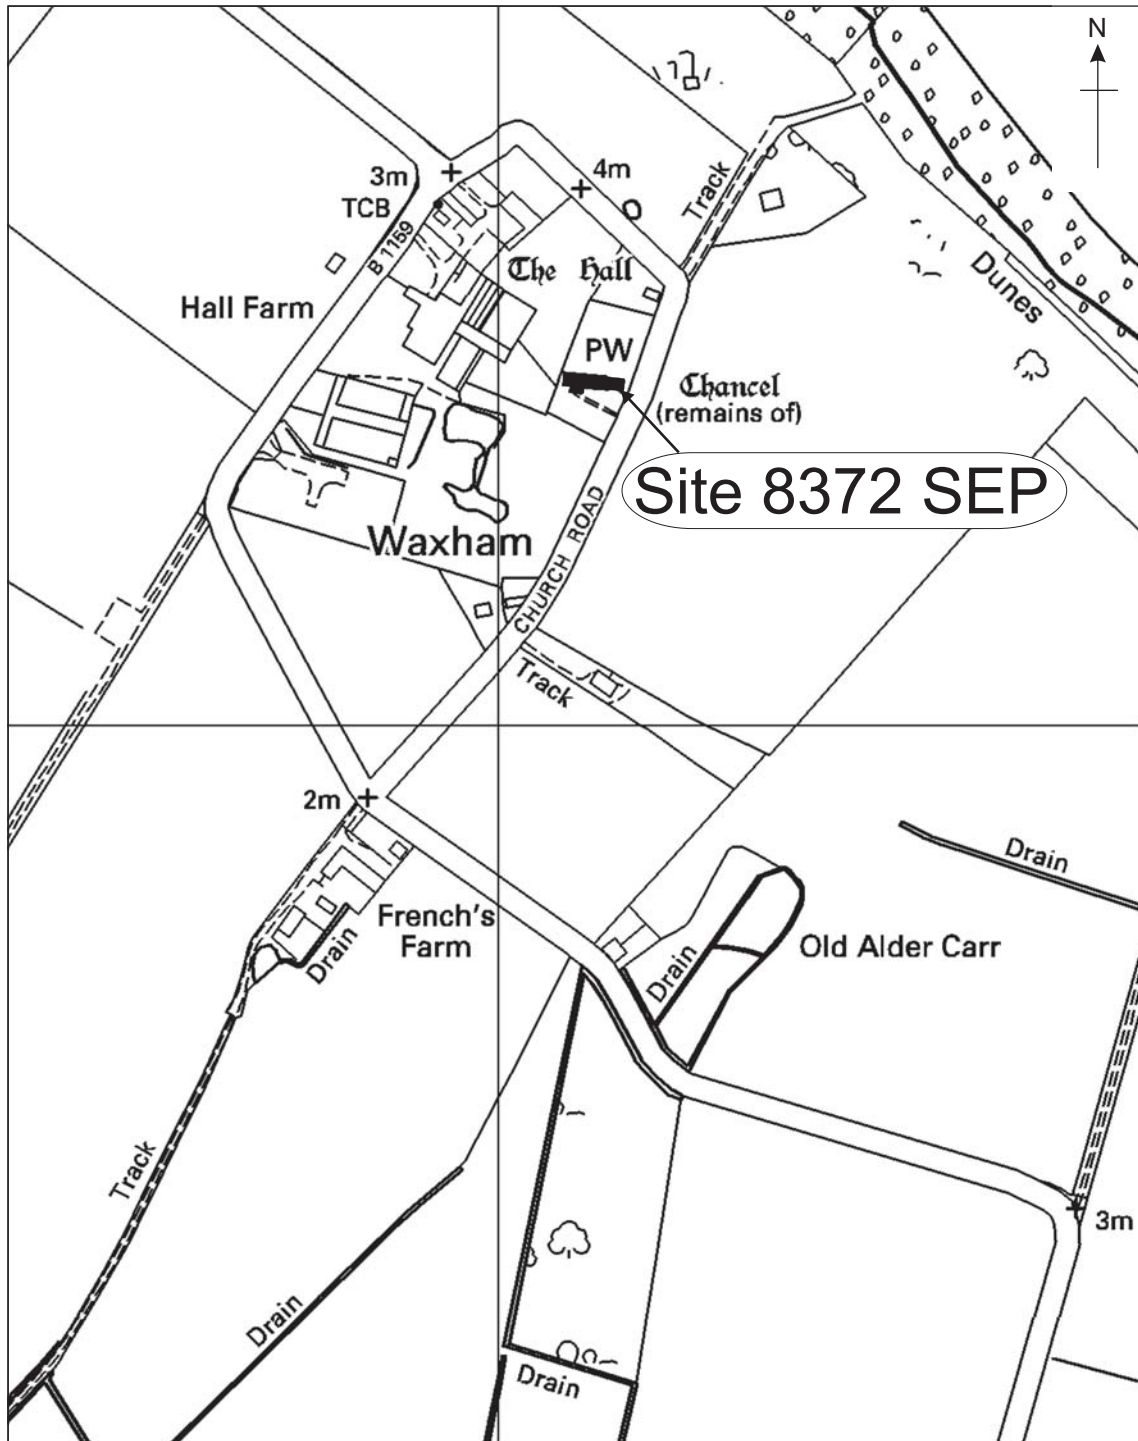 N
3m
4m
TCB
Track
B 1159
The Hall
Dunes
Hall Farm
PW
Chancel
(remains of)
Site 8372 SEP
Waxham
CHURCH ROAD
Track
2m
Drain
French's
Farm
Drain
Drain
Old Alder Carr
Track
3m
Drain
Drain